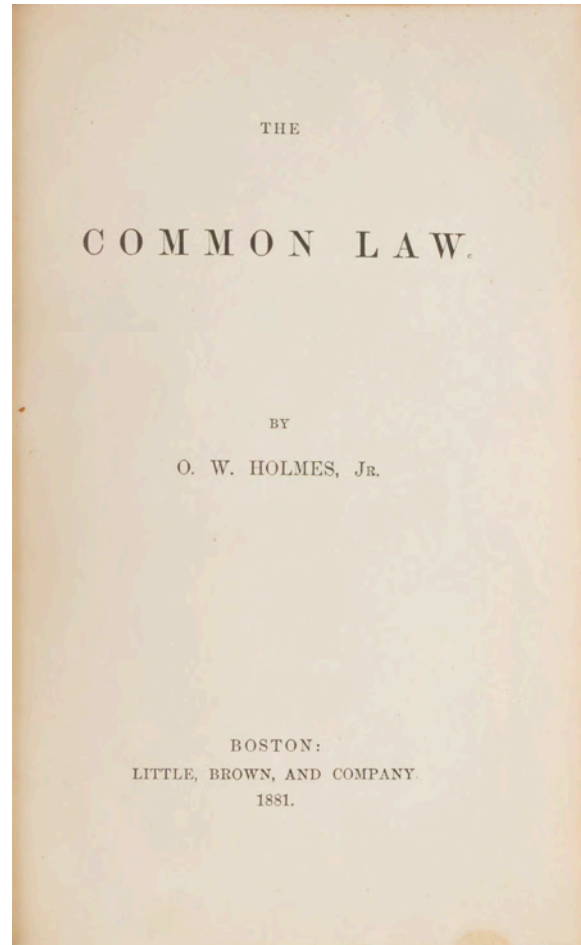 THE
COMMON LAW.
BY
O. W. HOLMES, JR.
BOSTON:
LITTLE, BROWN, AND COMPANY.
1881.